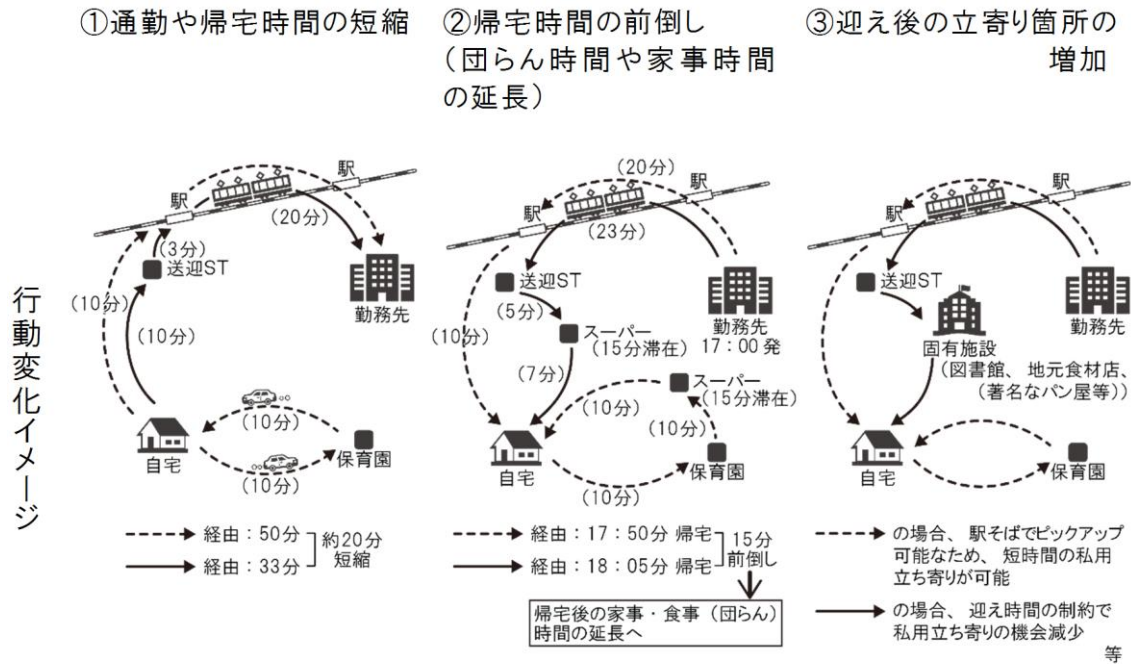 ①通勤や帰宅時間の短縮
②帰宅時間の前倒し
(団らん時間や家事時間
の延長)
③迎え後の立寄り箇所の
増加
行動変化イメージ
駅
駅
(20分)
(3分)
送迎ST
(10分)
(10分)
勤務先
自宅
(10分)
(10分)
保育園
経由：50分
経由：33分
約20分
短縮
(20分)
駅
駅
(23分)
送迎ST
(5分)
スーパー
(15分滞在)
勤務先
17：00発
(10分)
(7分)
スーパー
(15分滞在)
(10分)
(10分)
自宅
保育園
(10分)
経由：17：50分 帰宅
経由：18：05分 帰宅
15分
前倒し
帰宅後の家事・食事（団らん）
時間の延長へ
駅
駅
送迎ST
固有施設
(図書館、地元食材店、
(著名なパン屋等))
勤務先
自宅
保育園
の場合、駅そばでピックアップ
可能なため、短時間の私用
立ち寄りが可能
の場合、迎え時間の制約で
私用立ち寄りの機会減少
等